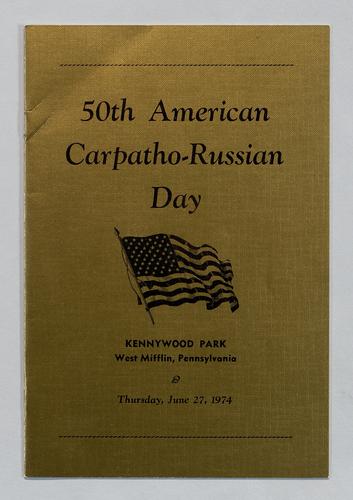 50th American
Carpatho-Russian
Day
KENNYWOOD PARK
West Mifflin, Pennsylvania
Thursday, June 27, 1974